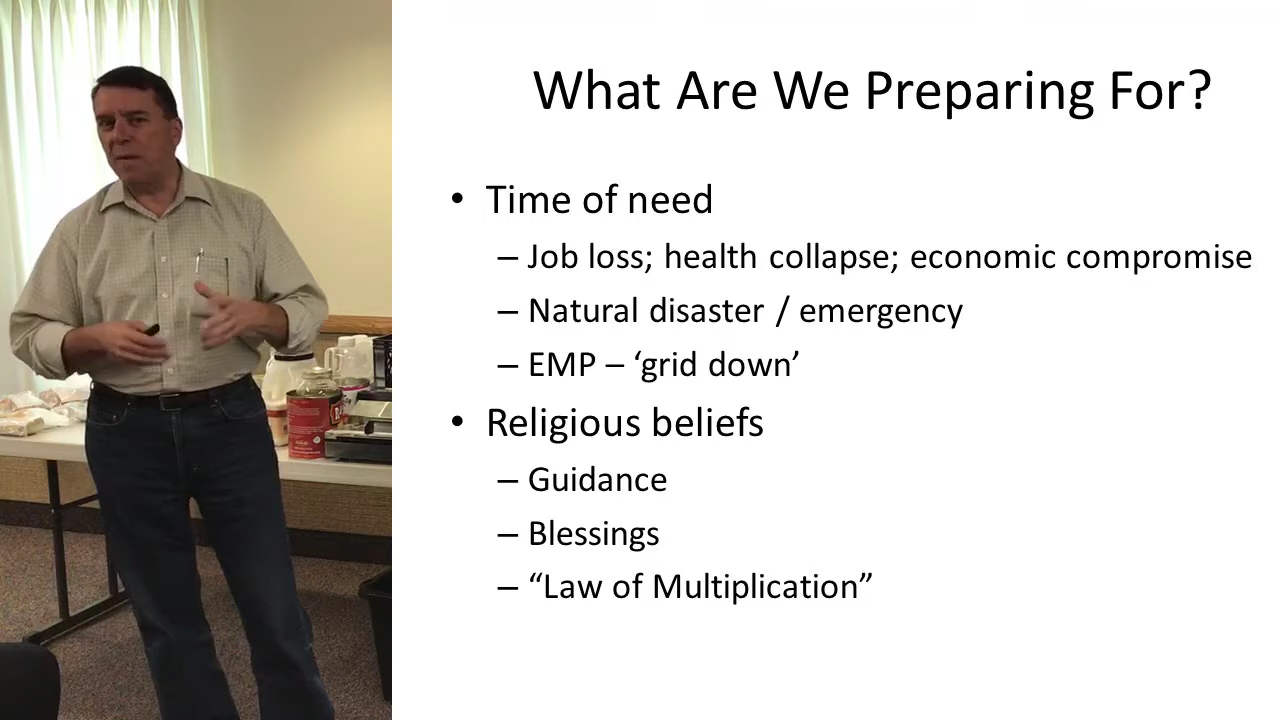 What Are We Preparing For?
• Time of need
– Job loss; health collapse; economic compromise
– Natural disaster / emergency
– EMP – ‘grid down’
• Religious beliefs
– Guidance
– Blessings
– “Law of Multiplication”